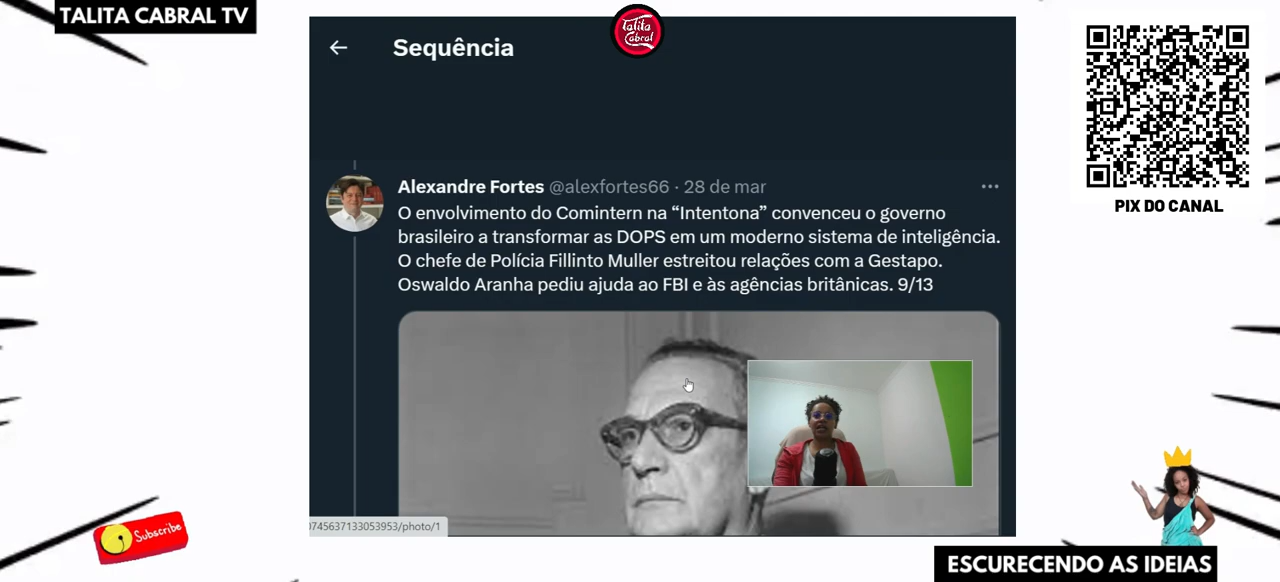 TALITA CABRAL TV
Talita
Cabral
Sequência
PIX DO CANAL
Alexandre Fortes @alexfortes66 · 28 de mar
O envolvimento do Comintern na “Intentona” convenceu o governo
brasileiro a transformar as DOPS em um moderno sistema de inteligência.
O chefe de Polícia Fillinto Muller estreitou relações com a Gestapo.
Oswaldo Aranha pediu ajuda ao FBI e às agências britânicas. 9/13
0745637133053953/photo/1
Subscribe
ESCURECENDO AS IDEIAS